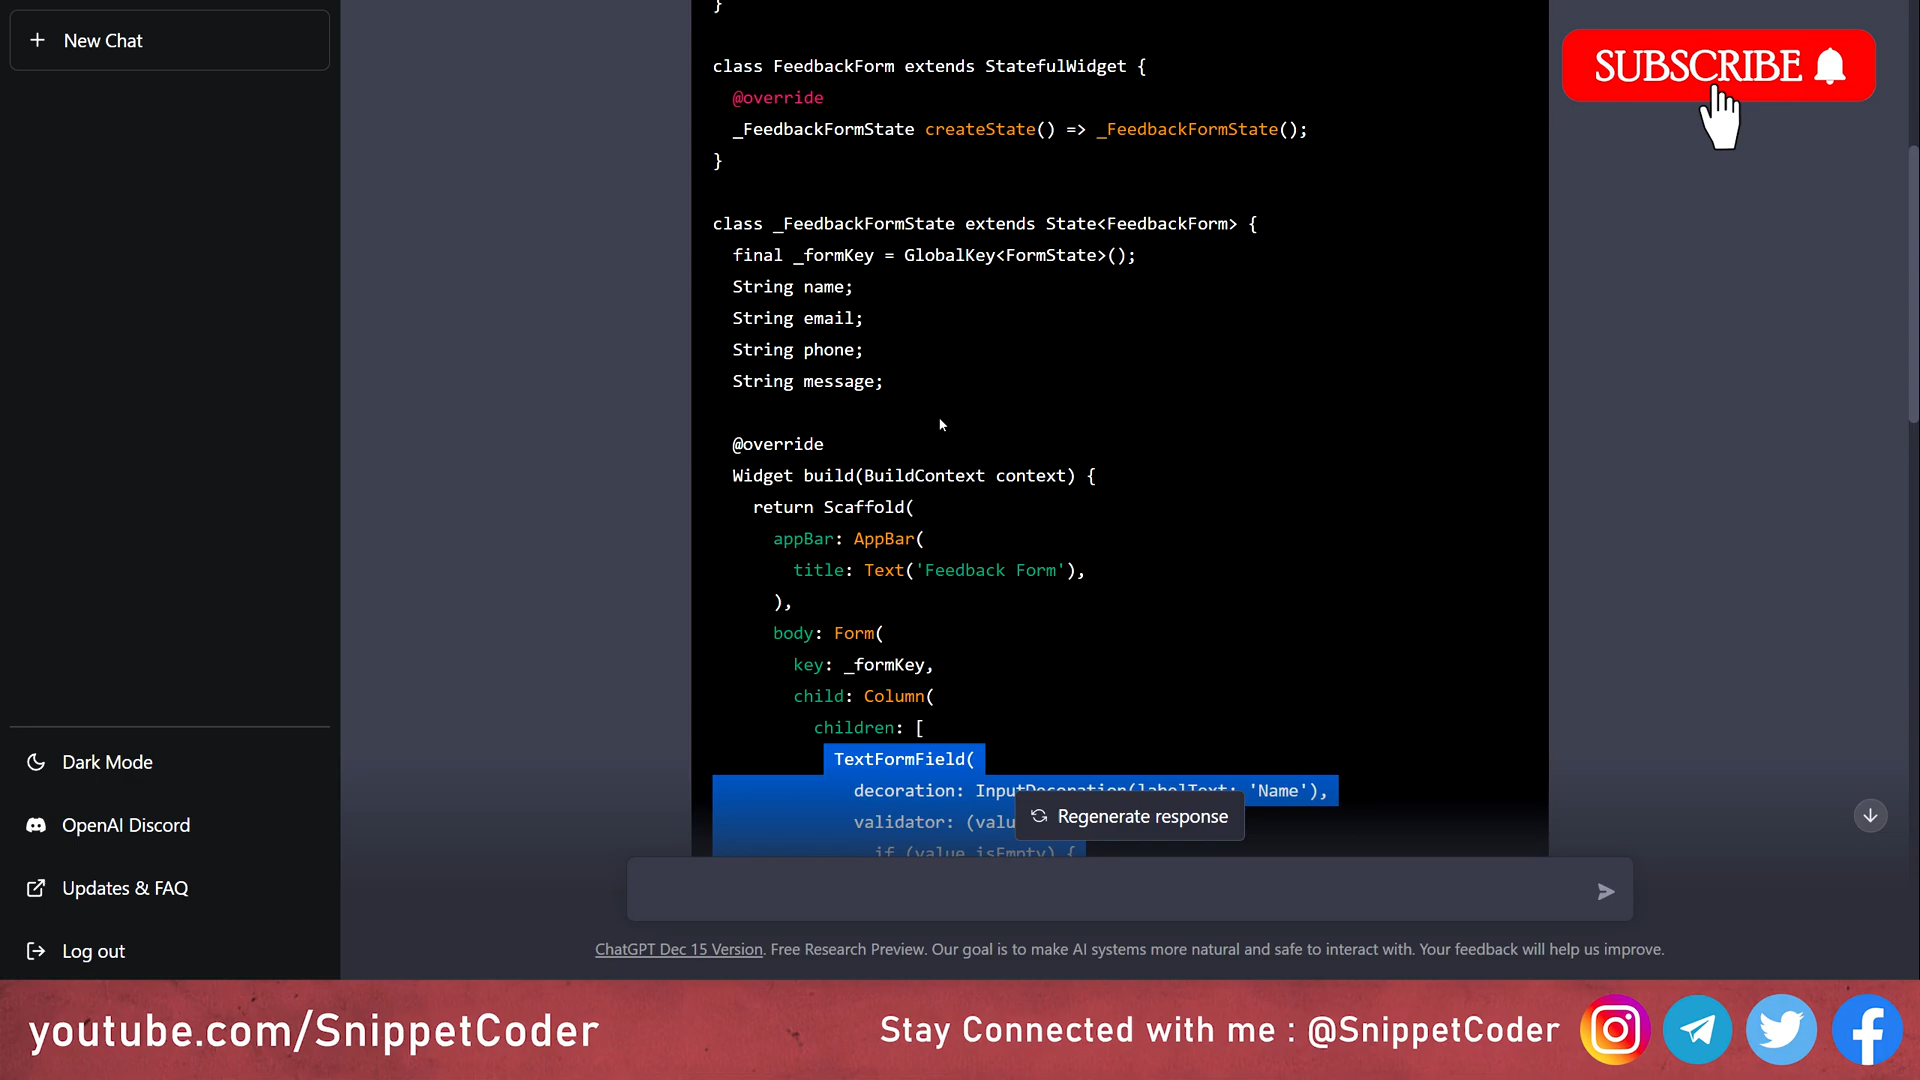 New Chat
}
class FeedbackForm extends StatefulWidget {
@override
_FeedbackFormState createState() => _FeedbackFormState();
}
class _FeedbackFormState extends State<FeedbackForm> {
final _formKey = GlobalKey<FormState>();
String name;
String email;
String phone;
String message;
@override
Widget build(BuildContext context) {
return Scaffold(
appBar: AppBar(
title: Text('Feedback Form'),
),
body: Form(
key: _formKey,
child: Column(
children: [
TextFormField(
decoration: InputDecoration(labelText: 'Name'),
validator: (valu
if (value.isEmpty) {
SUBSCRIBE
Regenerate response
Dark Mode
OpenAI Discord
Updates & FAQ
Log out
ChatGPT Dec 15 Version. Free Research Preview. Our goal is to make AI systems more natural and safe to interact with. Your feedback will help us improve.
youtube.com/SnippetCoder
Stay Connected with me : @SnippetCoder